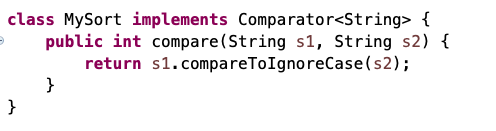 class MySort implements Comparator<String> {
    public int compare(String s1, String s2) {
        return s1.compareToIgnoreCase(s2);
    }
}